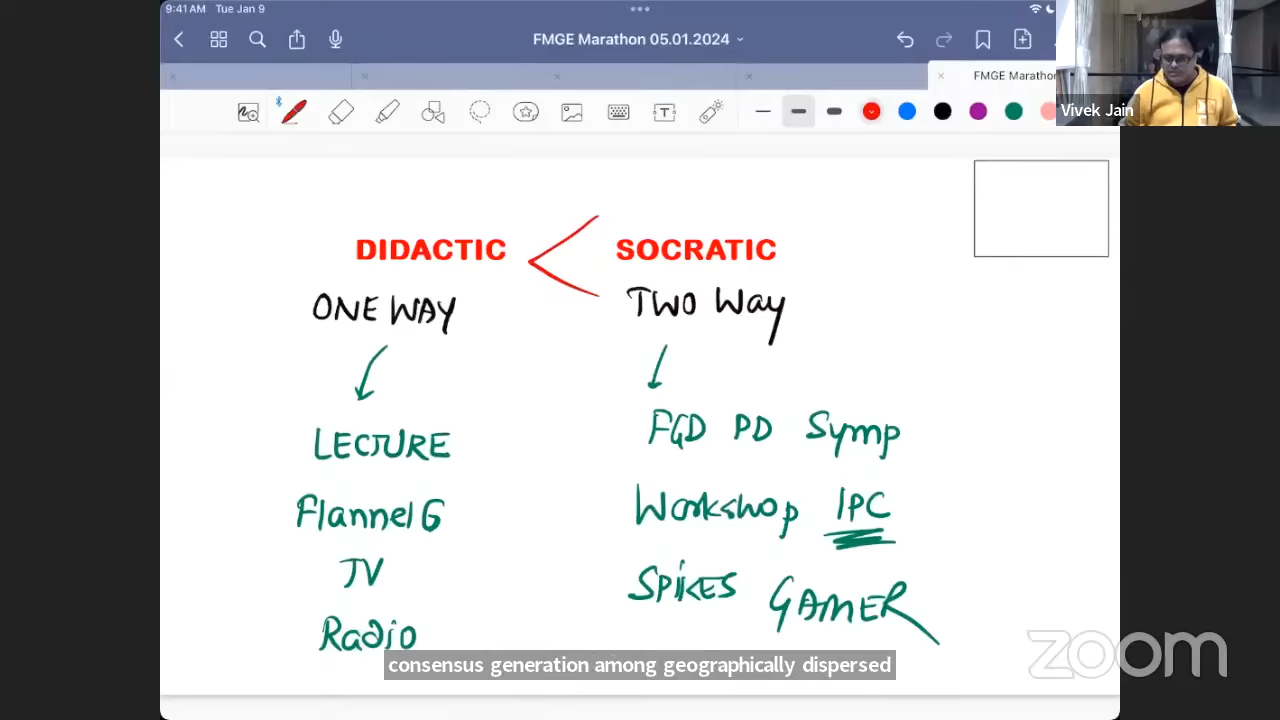 9:41 AM Tue Jan 9
FMGE Marathon 05.01.2024
FMGE Marathon
Vivek Jain
DIDACTIC SOCRATIC
ONE WAY TWO Way
LECTURE FGD PD Symp
Flannel G Workshop IPC
TV SPIKES GAMER
Radio
consensus generation among geographically dispersed
zoom